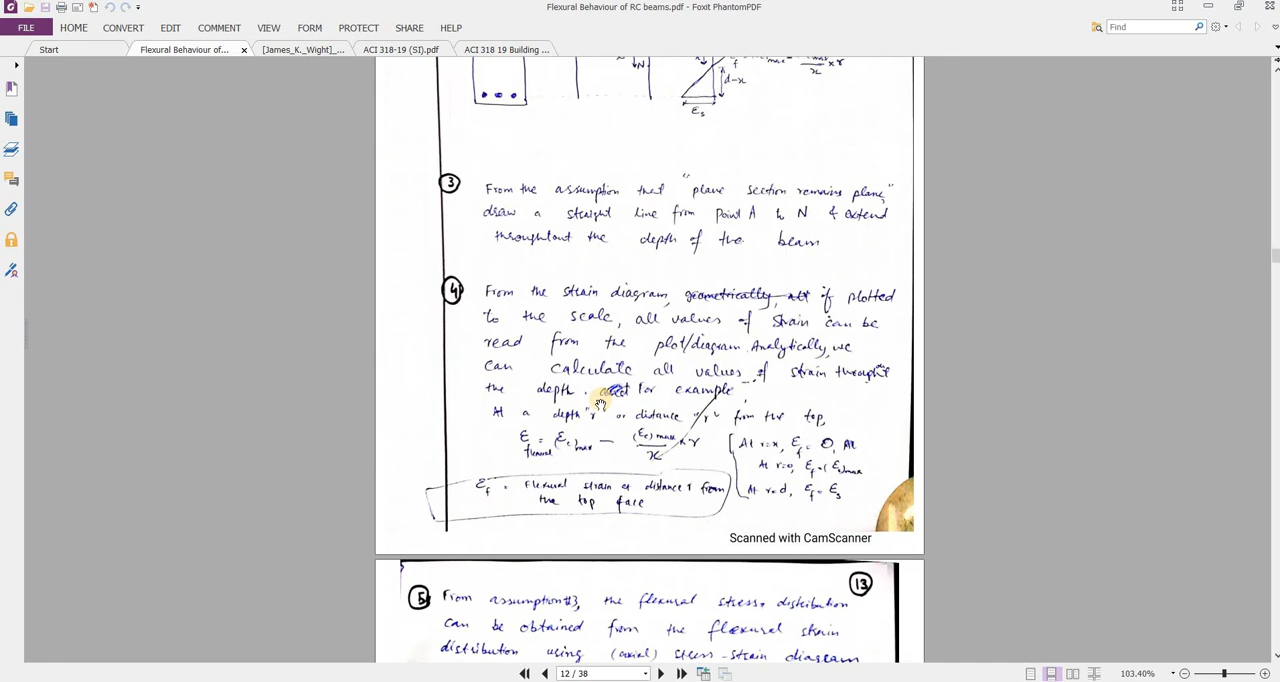 Flexural Behaviour of RC beams.pdf - Foxit PhantomPDF
FILE HOME CONVERT EDIT COMMENT VIEW FORM PROTECT SHARE HELP
Find
Start Flexural Behaviour of... × [James_K._Wight]_... ACI 318-19 (SI).pdf ACI 318 19 Building ...
N
x
d-x
εs
3 From the assumption that "plane section remains plane,"
draw a straight line from point A to N & extend
throughtout the depth of the beam
4 From the strain diagram, geometrically, if plotted
to the scale, all values of strain can be
read from the plot/diagram. Analytically, we
can calculate all values of strain throught
the depth. For example,
At a depth "r" or distance "r" from the top,
ε flexural = (εc)max - (εc)max/x × r
At r=x, εf = 0, At
At r=0, εf=(εc)max
At r=d, εf = εs
εf = flexural strain at distance r from
the top face
Scanned with CamScanner
13
5 From assumption#3, the flexural stress distribution
can be obtained from the flexural strain
distribution using (axial) stress-strain diagram
12 / 38
103.40%